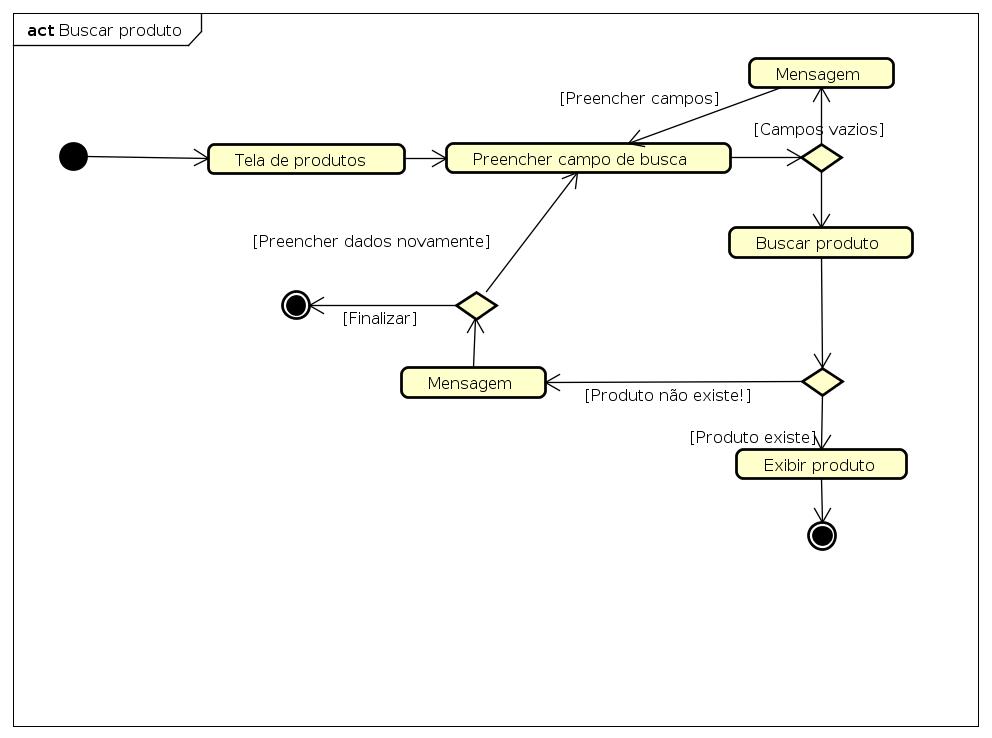 act Buscar produto
Mensagem
[Preencher campos]
[Campos vazios]
Tela de produtos
Preencher campo de busca
Buscar produto
[Preencher dados novamente]
[Finalizar]
Mensagem
[Produto não existe!]
[Produto existe]
Exibir produto